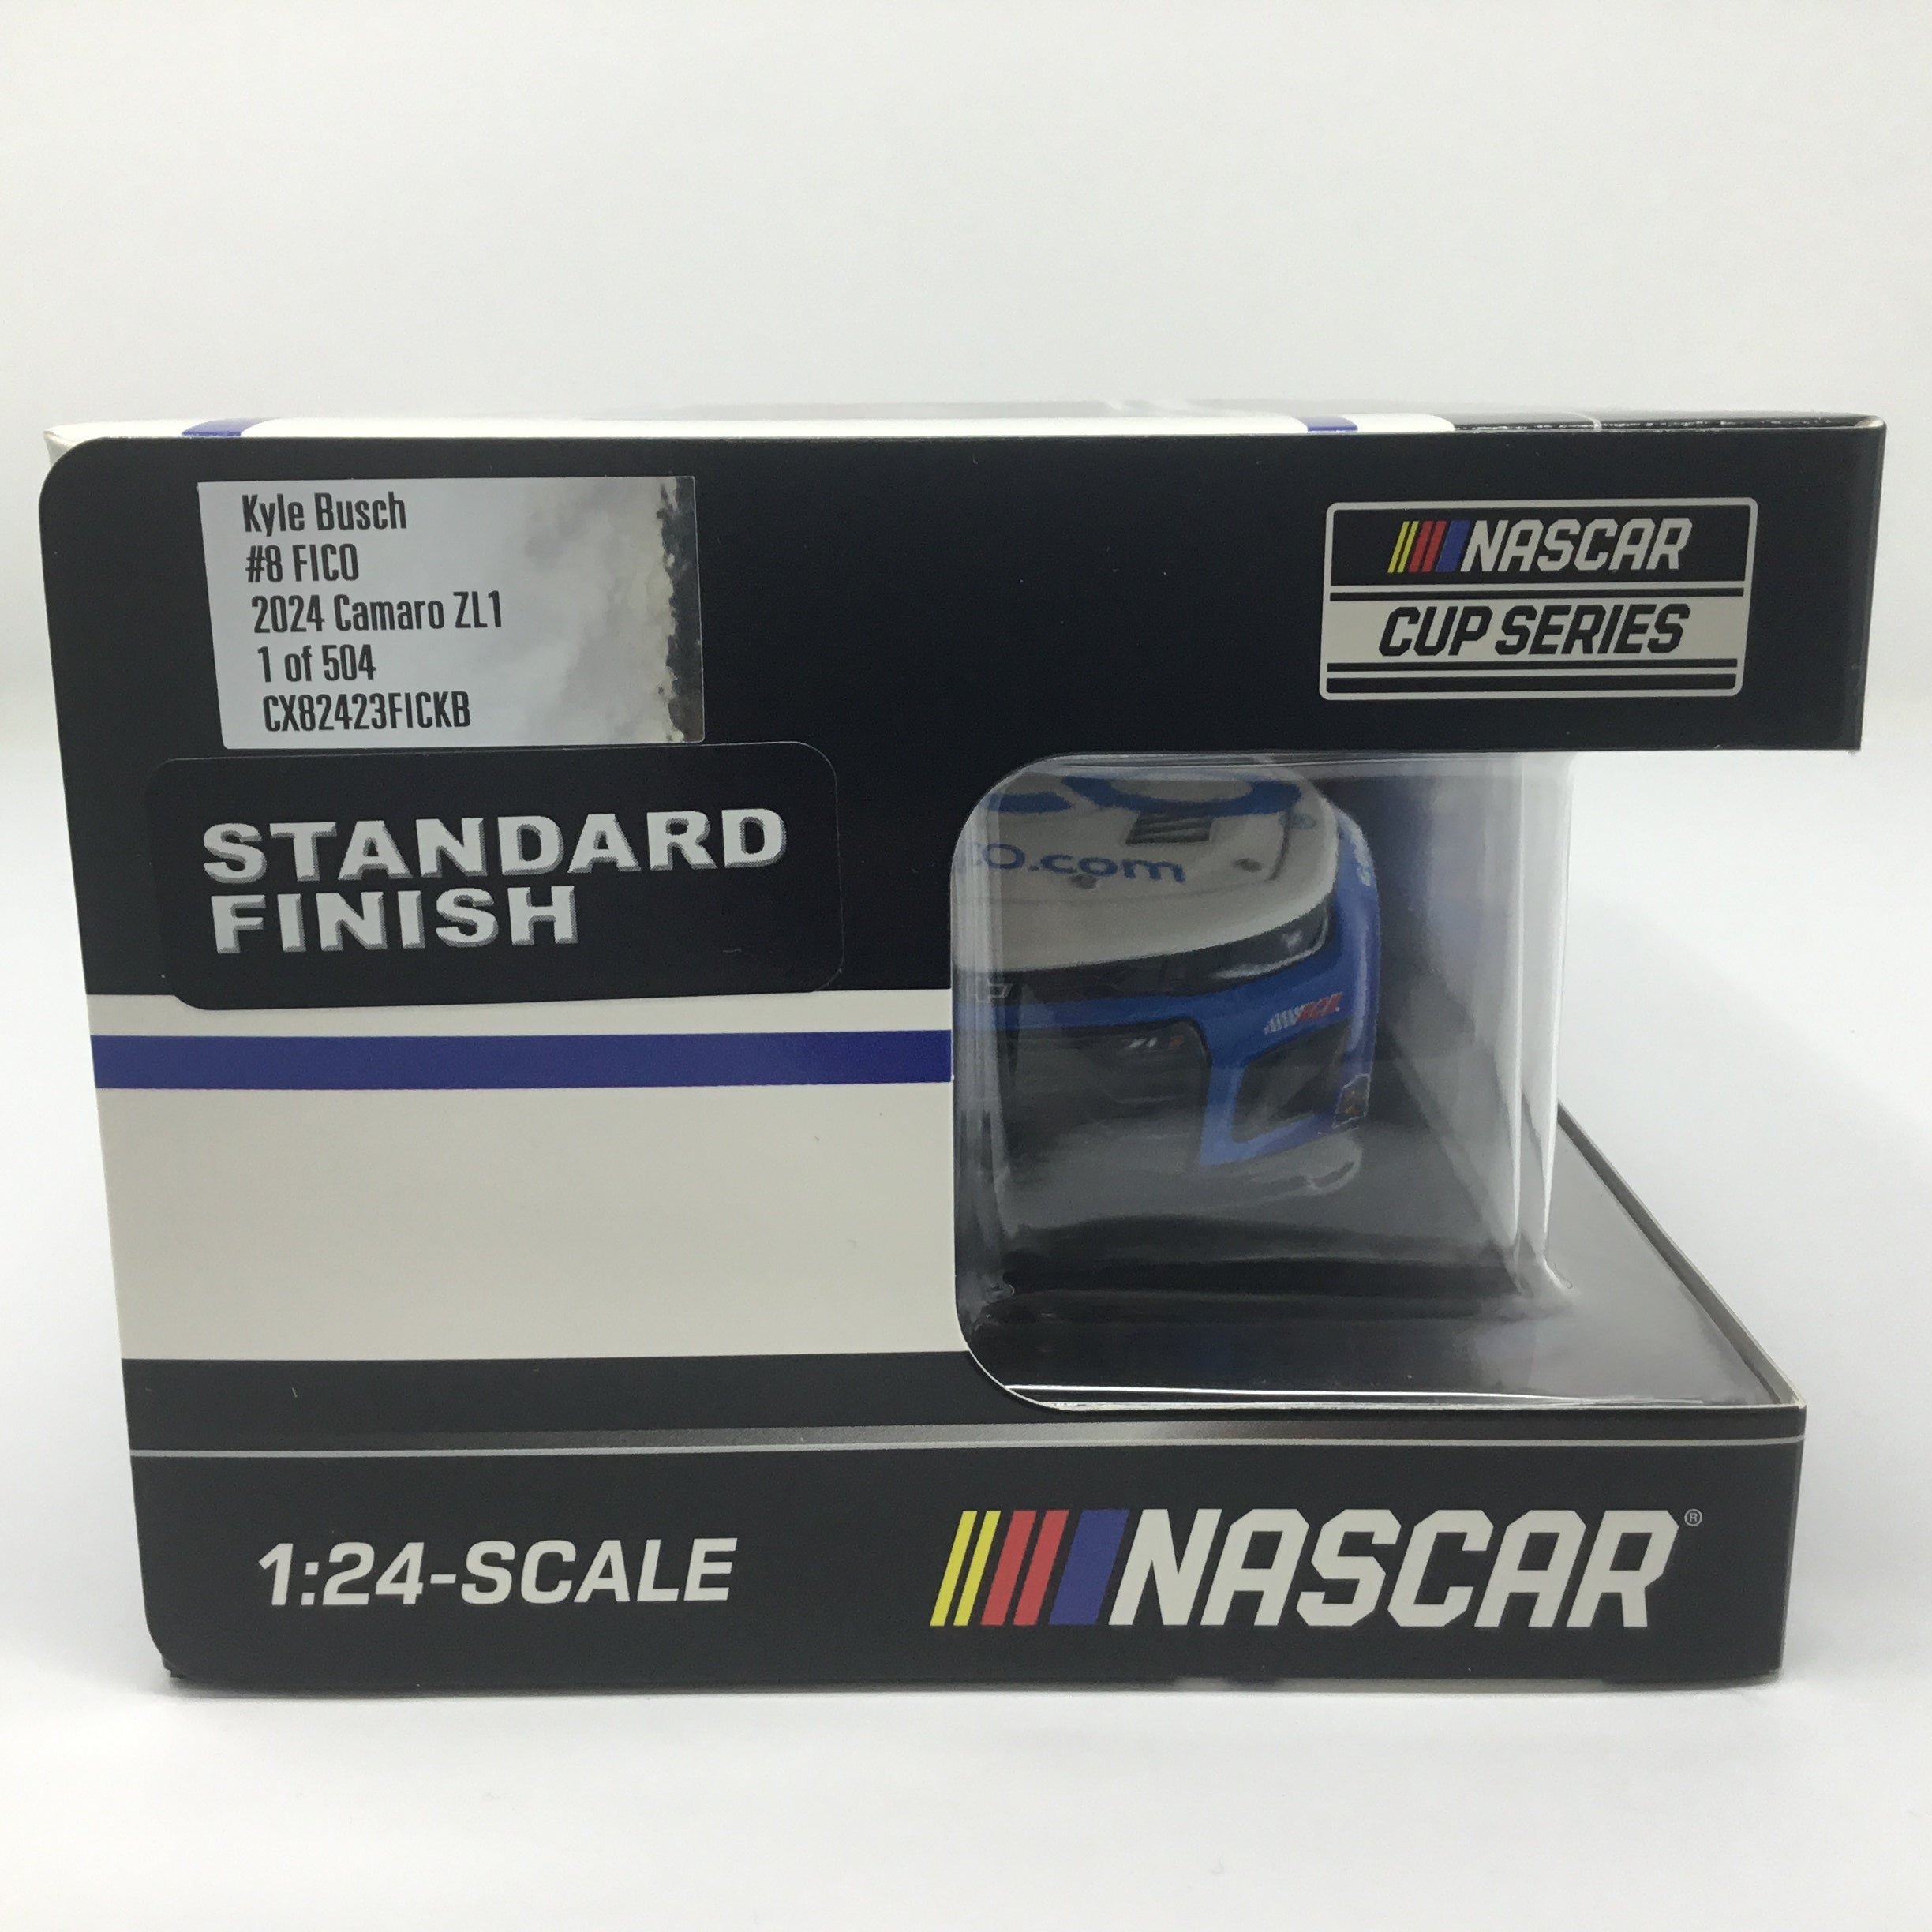 Kyle Busch
#8 FICO
2024 Camaro ZL1
1 of 504
CX82423FICKB
NASCAR
CUP SERIES
STANDARD
FINISH
O.com
RCR
1:24-SCALE
NASCAR®